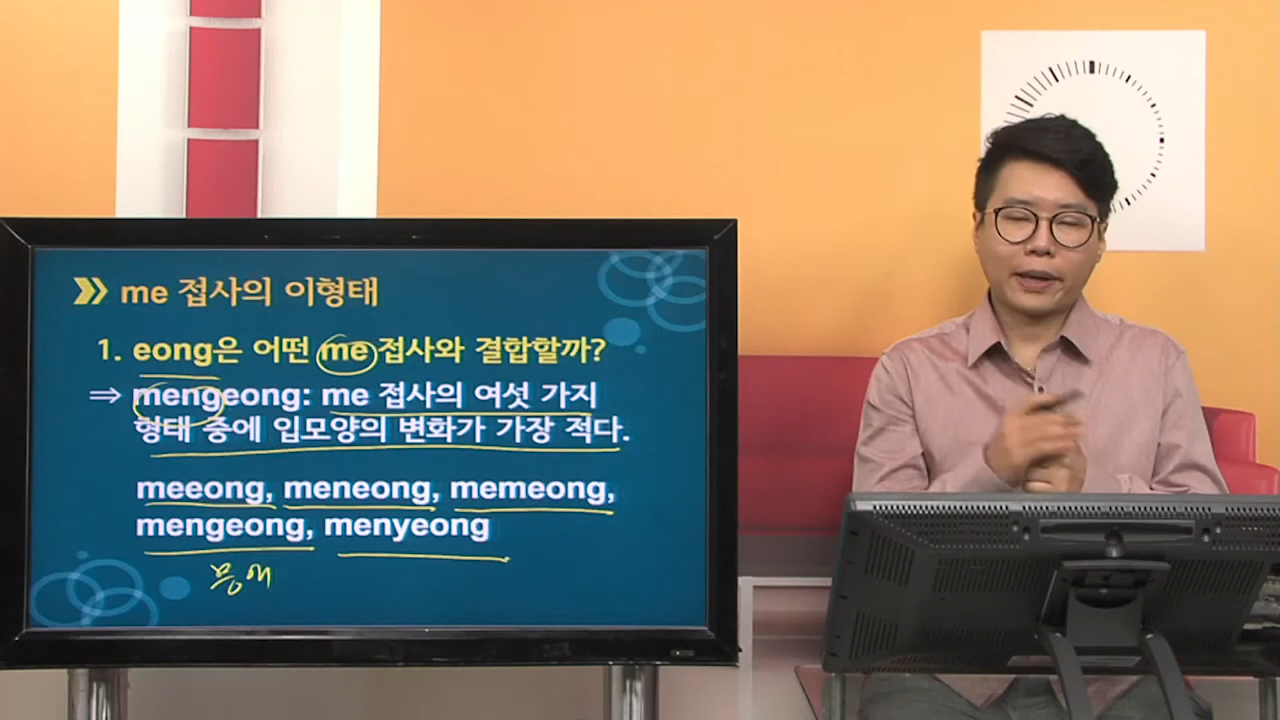 me 접사의 이형태
1. eong은 어떤 me 접사와 결합할까?
⇒ mengeong: me 접사의 여섯 가지
형태 중에 입모양의 변화가 가장 적다.
meeong, meneong, memeong,
mengeong, menyeong